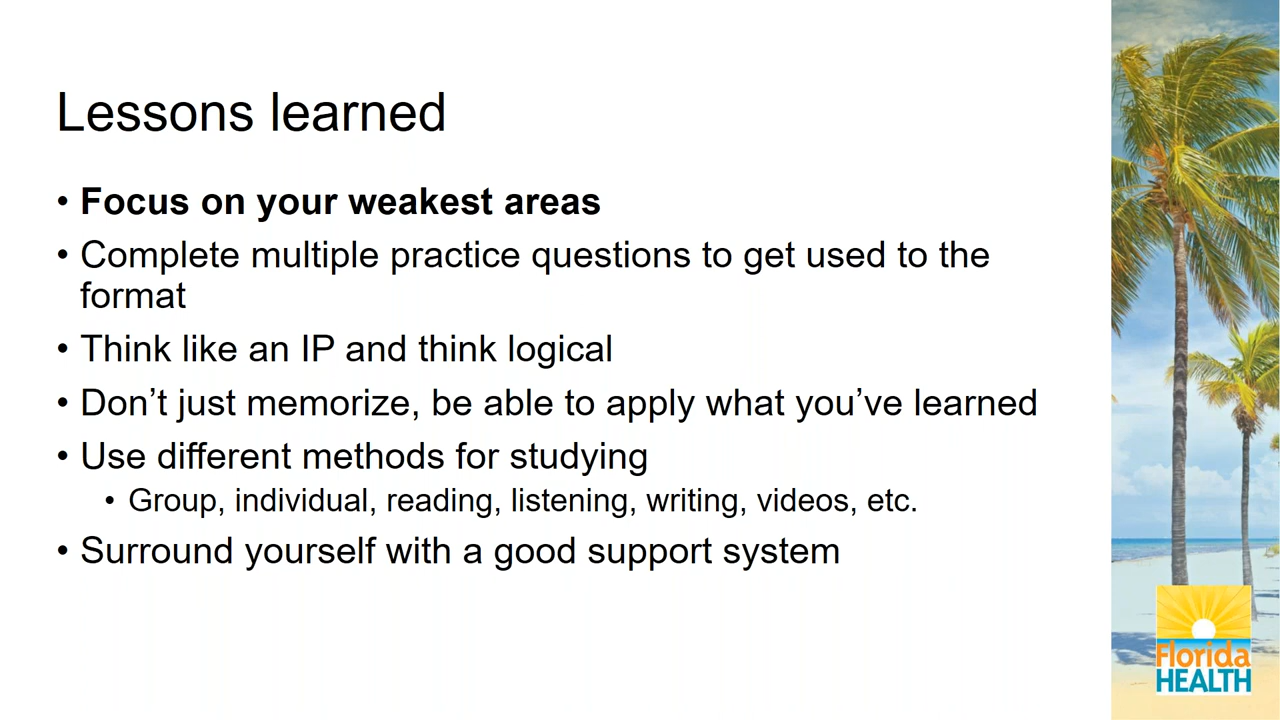 Lessons learned
• Focus on your weakest areas
• Complete multiple practice questions to get used to the
format
• Think like an IP and think logical
• Don’t just memorize, be able to apply what you’ve learned
• Use different methods for studying
• Group, individual, reading, listening, writing, videos, etc.
• Surround yourself with a good support system
Florida
HEALTH